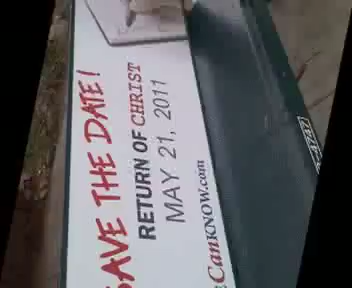 SAVE THE DATE!
RETURN OF CHRIST
MAY 21, 2011
CanKNOW.com